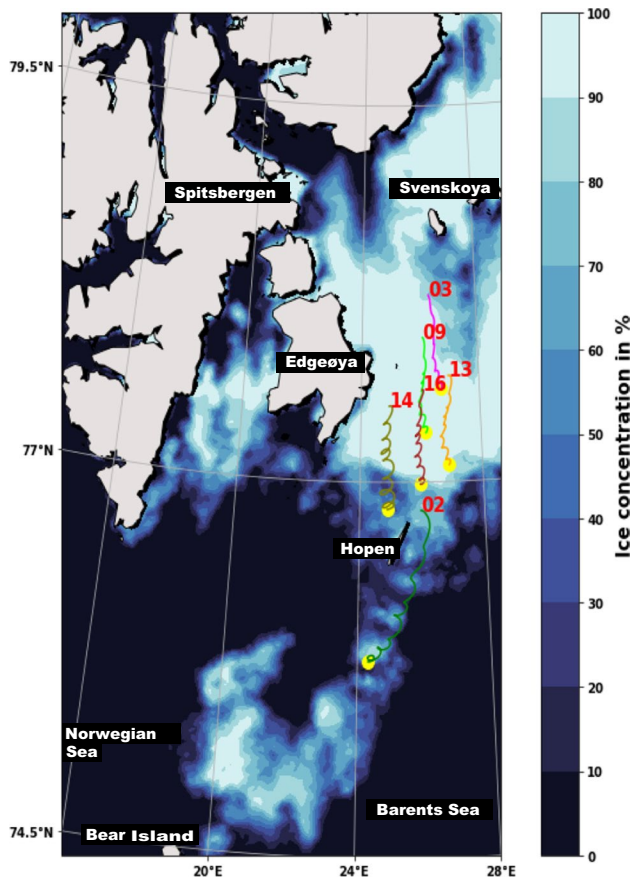 79.5°N
Spitsbergen
Svenskoya
03
09
Edgeøya
16
13
14
77°N
02
Hopen
Norwegian
Sea
Barents Sea
Bear Island
74.5°N
20°E
24°E
28°E
100
90
80
70
60
50
40
30
20
10
0
Ice concentration in %